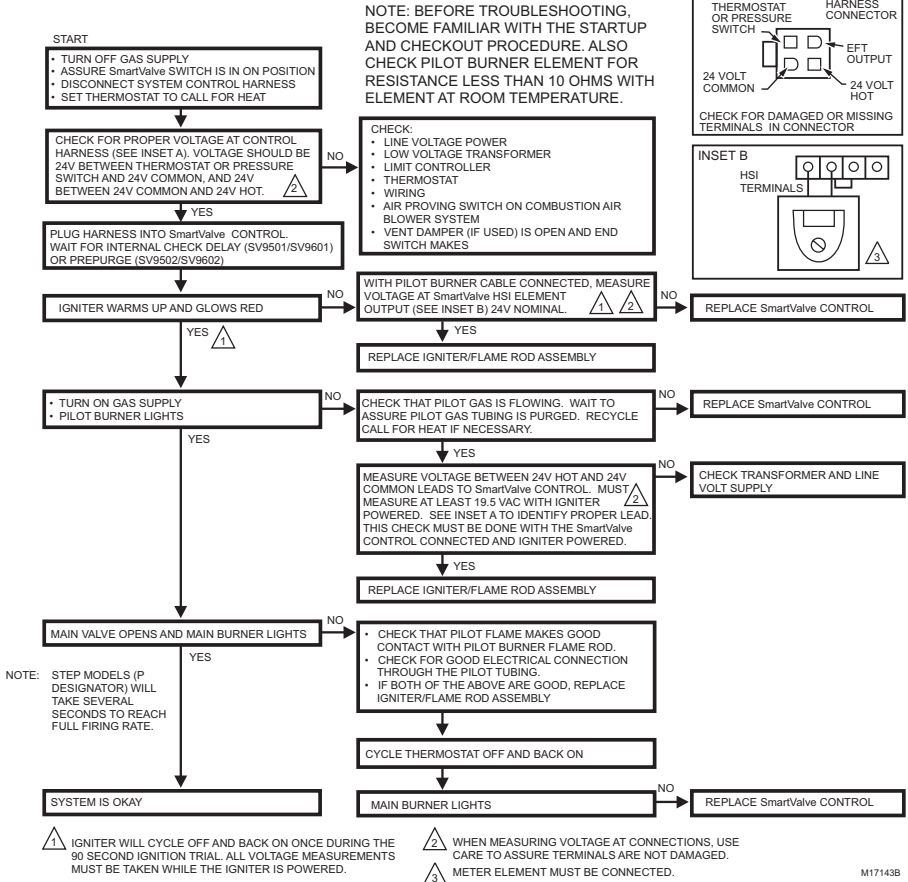 NOTE: BEFORE TROUBLESHOOTING,
BECOME FAMILIAR WITH THE STARTUP
AND CHECKOUT PROCEDURE. ALSO
CHECK PILOT BURNER ELEMENT FOR
RESISTANCE LESS THAN 10 OHMS WITH
ELEMENT AT ROOM TEMPERATURE.
THERMOSTAT
OR PRESSURE
SWITCH
HARNESS
CONNECTOR
EFT
OUTPUT
24 VOLT
COMMON
24 VOLT
HOT
CHECK FOR DAMAGED OR MISSING
TERMINALS IN CONNECTOR
START
• TURN OFF GAS SUPPLY
• ASSURE SmartValve SWITCH IS IN ON POSITION
• DISCONNECT SYSTEM CONTROL HARNESS
• SET THERMOSTAT TO CALL FOR HEAT
CHECK FOR PROPER VOLTAGE AT CONTROL
HARNESS (SEE INSET A). VOLTAGE SHOULD BE
24V BETWEEN THERMOSTAT OR PRESSURE
SWITCH AND 24V COMMON, AND 24V
BETWEEN 24V COMMON AND 24V HOT.
2
NO
CHECK:
• LINE VOLTAGE POWER
• LOW VOLTAGE TRANSFORMER
• LIMIT CONTROLLER
• THERMOSTAT
• WIRING
• AIR PROVING SWITCH ON COMBUSTION AIR
BLOWER SYSTEM
• VENT DAMPER (IF USED) IS OPEN AND END
SWITCH MAKES
INSET B
HSI
TERMINALS
3
YES
PLUG HARNESS INTO SmartValve CONTROL.
WAIT FOR INTERNAL CHECK DELAY (SV9501/SV9601)
OR PREPURGE (SV9502/SV9602)
IGNITER WARMS UP AND GLOWS RED
NO
WITH PILOT BURNER CABLE CONNECTED, MEASURE
VOLTAGE AT SmartValve HSI ELEMENT
OUTPUT (SEE INSET B) 24V NOMINAL.
1
2
NO
REPLACE SmartValve CONTROL
YES
1
YES
REPLACE IGNITER/FLAME ROD ASSEMBLY
• TURN ON GAS SUPPLY
• PILOT BURNER LIGHTS
NO
CHECK THAT PILOT GAS IS FLOWING. WAIT TO
ASSURE PILOT GAS TUBING IS PURGED. RECYCLE
CALL FOR HEAT IF NECESSARY.
NO
REPLACE SmartValve CONTROL
YES
YES
MEASURE VOLTAGE BETWEEN 24V HOT AND 24V
COMMON LEADS TO SmartValve CONTROL. MUST
MEASURE AT LEAST 19.5 VAC WITH IGNITER
POWERED. SEE INSET A TO IDENTIFY PROPER LEAD.
THIS CHECK MUST BE DONE WITH THE SmartValve
CONTROL CONNECTED AND IGNITER POWERED.
2
NO
CHECK TRANSFORMER AND LINE
VOLT SUPPLY
YES
REPLACE IGNITER/FLAME ROD ASSEMBLY
MAIN VALVE OPENS AND MAIN BURNER LIGHTS
NO
• CHECK THAT PILOT FLAME MAKES GOOD
CONTACT WITH PILOT BURNER FLAME ROD.
• CHECK FOR GOOD ELECTRICAL CONNECTION
THROUGH THE PILOT TUBING.
• IF BOTH OF THE ABOVE ARE GOOD, REPLACE
IGNITER/FLAME ROD ASSEMBLY
YES
NOTE: STEP MODELS (P
DESIGNATOR) WILL
TAKE SEVERAL
SECONDS TO REACH
FULL FIRING RATE.
CYCLE THERMOSTAT OFF AND BACK ON
SYSTEM IS OKAY
MAIN BURNER LIGHTS
NO
REPLACE SmartValve CONTROL
1 IGNITER WILL CYCLE OFF AND BACK ON ONCE DURING THE
90 SECOND IGNITION TRIAL. ALL VOLTAGE MEASUREMENTS
MUST BE TAKEN WHILE THE IGNITER IS POWERED.
2 WHEN MEASURING VOLTAGE AT CONNECTIONS, USE
CARE TO ASSURE TERMINALS ARE NOT DAMAGED.
3 METER ELEMENT MUST BE CONNECTED.
M17143B